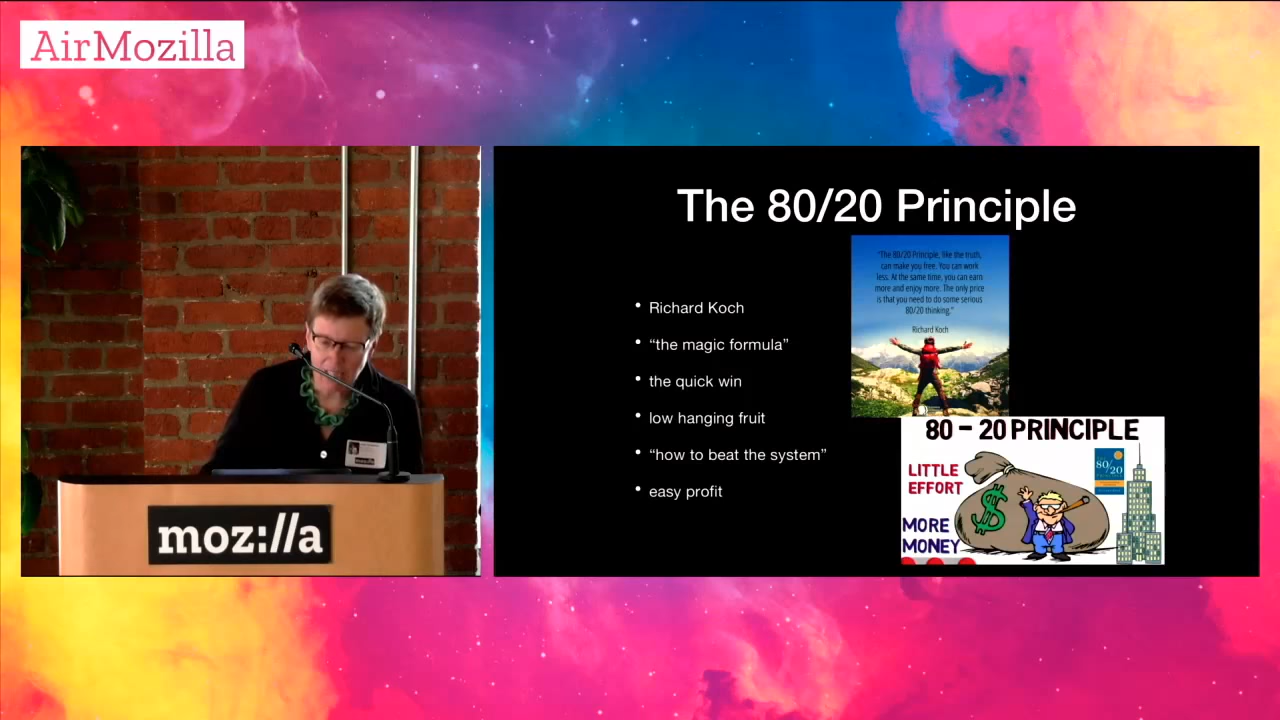 AirMozilla
The 80/20 Principle
"The 80/20 Principle, like the truth,
can make you free. You can work
less. At the same time, you can earn
more and enjoy more. The only price
is that you need to do some serious
80/20 thinking."
Richard Koch
• Richard Koch
• “the magic formula”
• the quick win
• low hanging fruit
• “how to beat the system”
• easy profit
80 – 20 PRINCIPLE
LITTLE
EFFORT
80/20
$
MORE
MONEY
moz://a